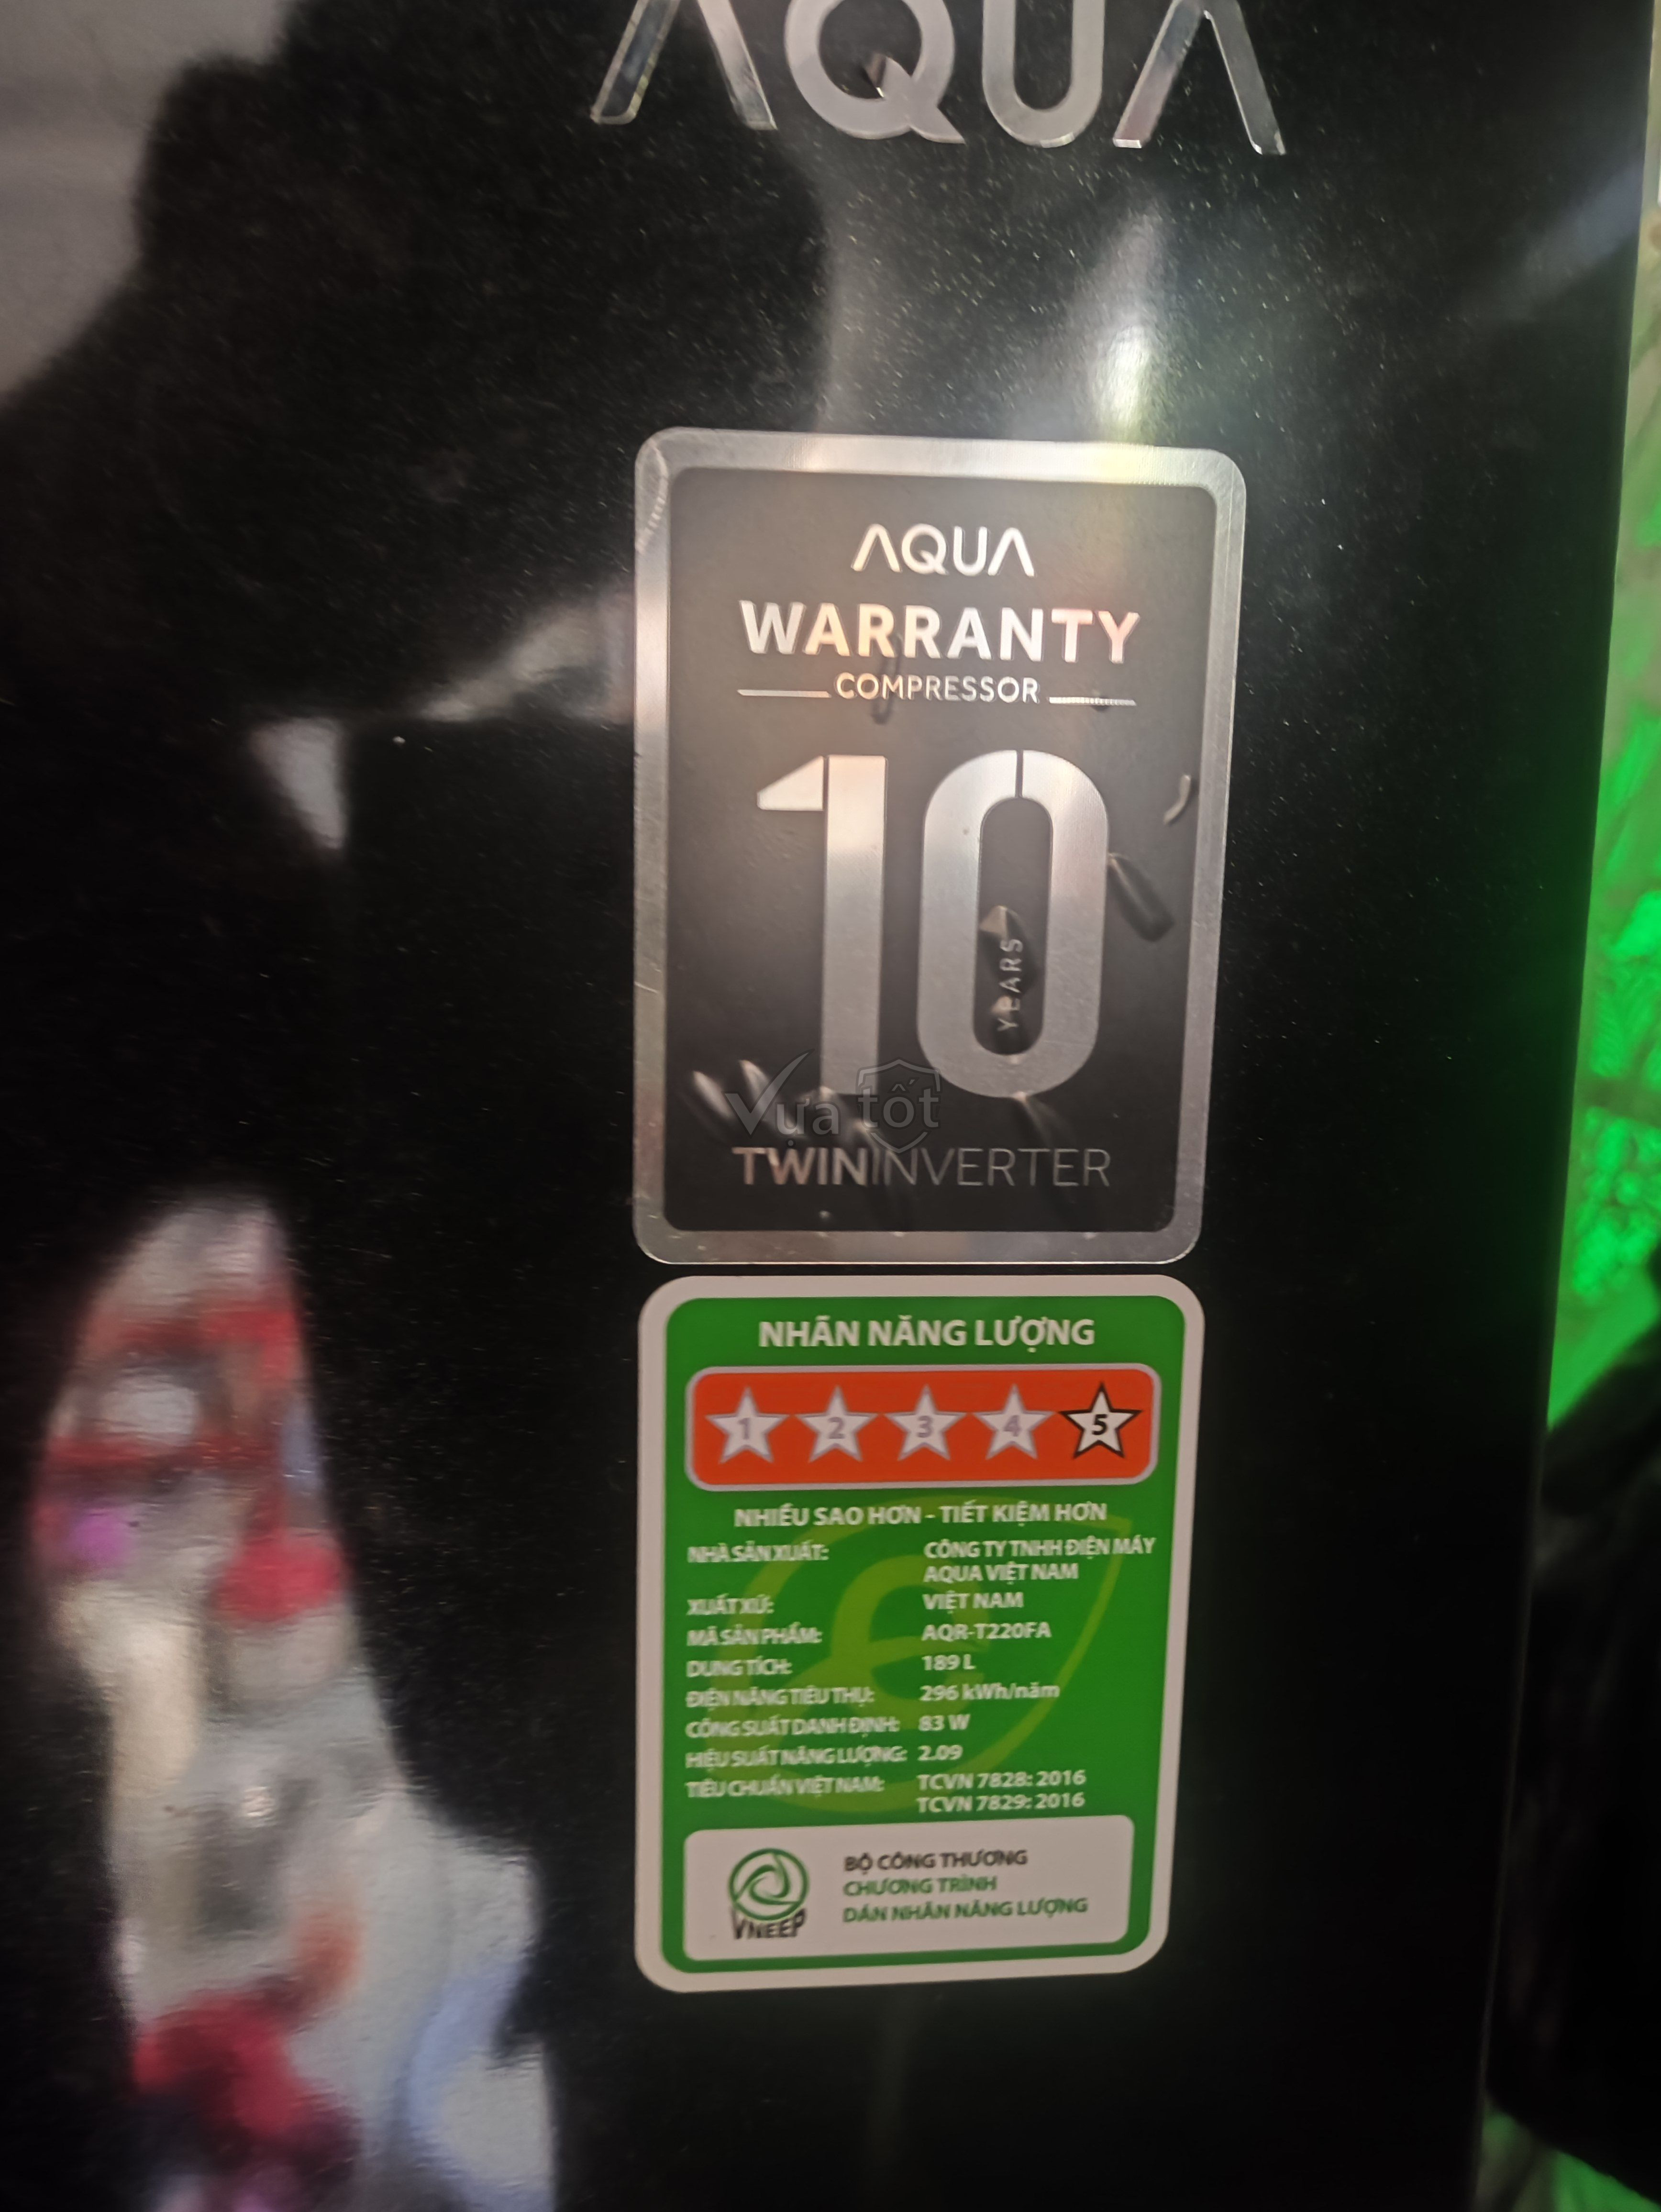 AQUA
AQUA
WARRANTY
COMPRESSOR
10
YEARS
Vựa tốt
TWIN INVERTER
NHÃN NĂNG LƯỢNG
1 2 3 4 5
NHIỀU SAO HƠN - TIẾT KIỆM HƠN
NHÀ SẢN XUẤT: CÔNG TY TNHH ĐIỆN MÁY
AQUA VIỆT NAM
XUẤT XỨ: VIỆT NAM
MÃ SẢN PHẨM: AQR-T220FA
DUNG TÍCH: 189 L
ĐIỆN NĂNG TIÊU THỤ: 296 kWh/năm
CÔNG SUẤT DANH ĐỊNH: 83 W
HIỆU SUẤT NĂNG LƯỢNG: 2.09
TIÊU CHUẨN VIỆT NAM: TCVN 7828: 2016
TCVN 7829: 2016
BỘ CÔNG THƯƠNG
CHƯƠNG TRÌNH
DÁN NHÃN NĂNG LƯỢNG
VNEEP